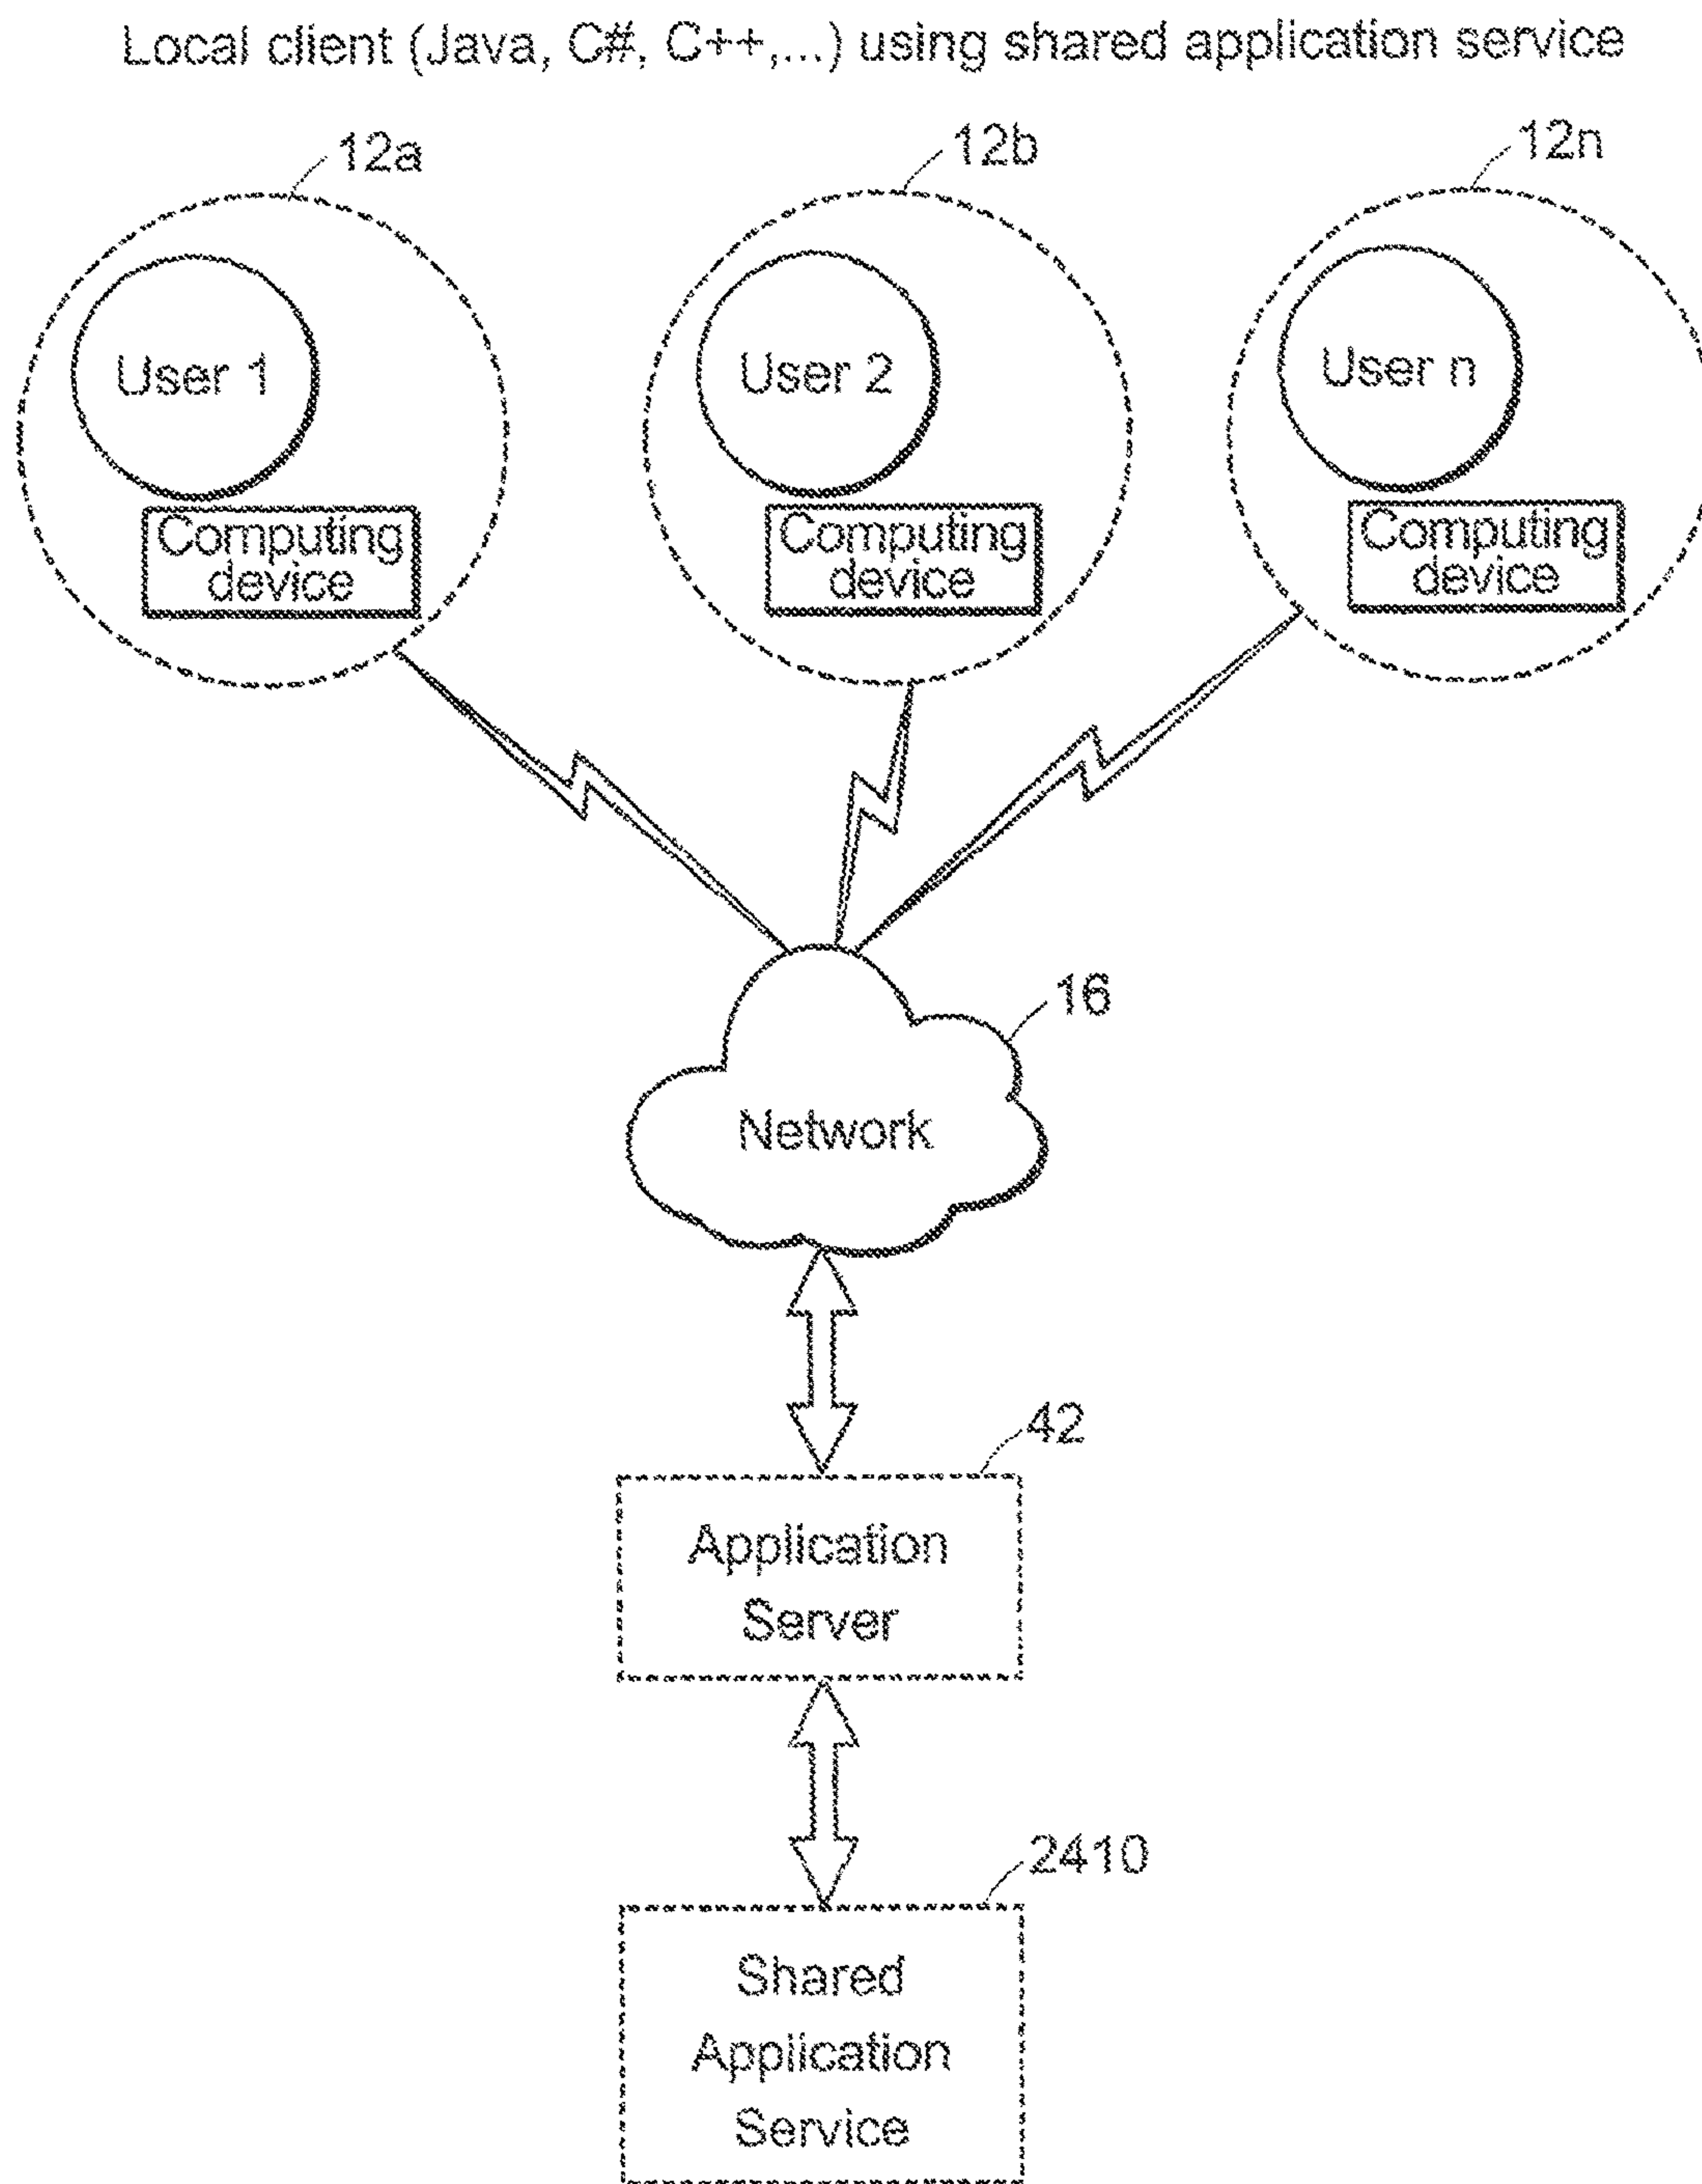 Local client (Java, C#, C++,...) using shared application service
12a
12b
12n
User 1
User 2
User n
Computing
device
Computing
device
Computing
device
16
Network
42
Application
Server
2410
Shared
Application
Service